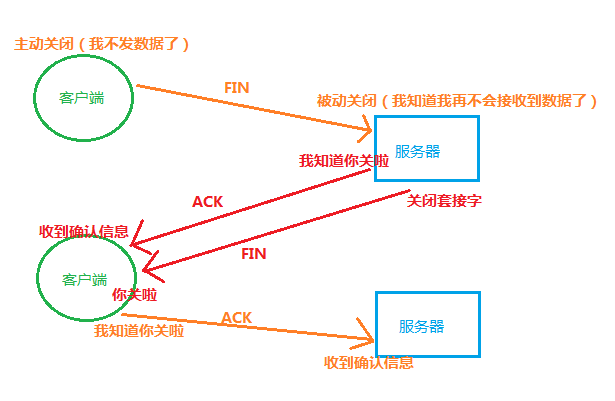 主动关闭（我不发数据了）
客户端
FIN
被动关闭（我知道我再不会接收到数据了）
服务器
我知道你关啦
ACK
关闭套接字
收到确认信息
FIN
客户端
你关啦
我知道你关啦
ACK
服务器
收到确认信息